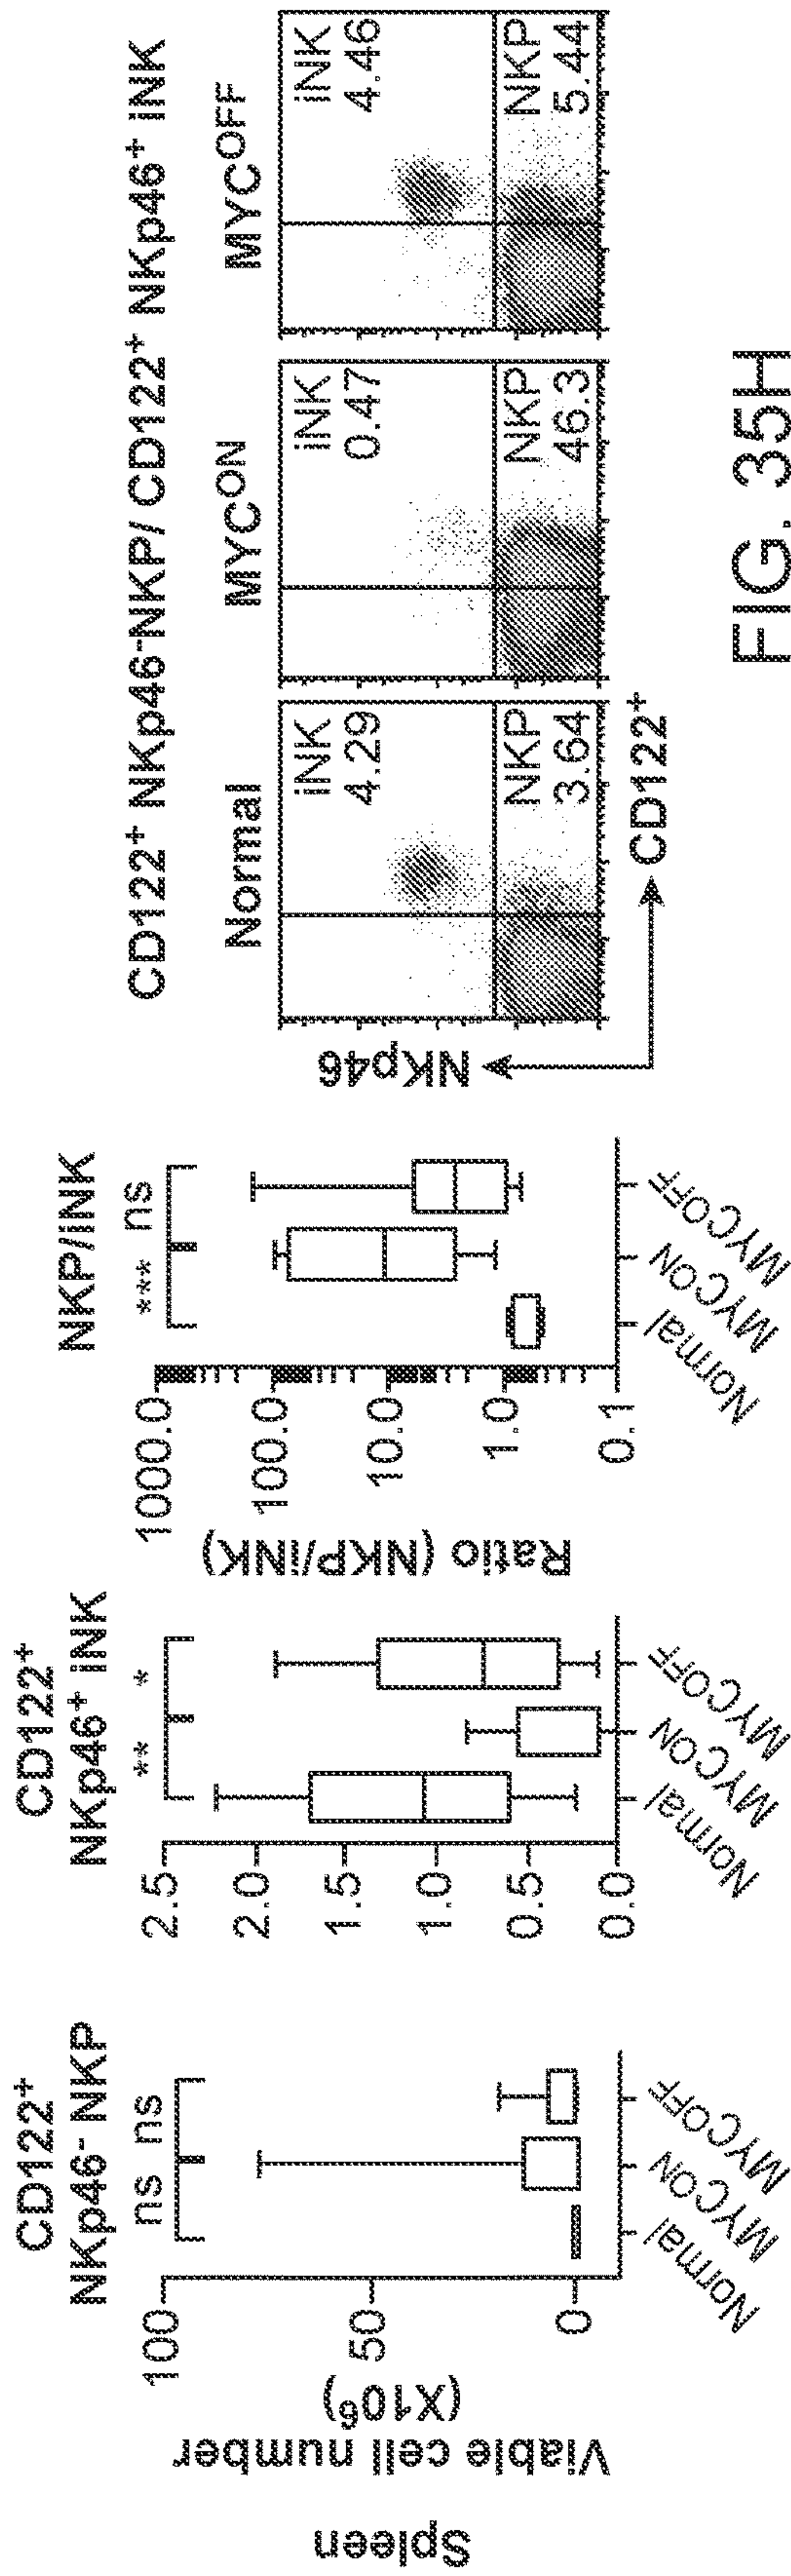 Spleen
Viable cell number
(X10⁶)
CD122⁺
NKp46⁻ NKP
ns ns
100
50
0
Normal
MYCON
MYCOFF
CD122⁺
NKp46⁺ iNK
** *
2.5
2.0
1.5
1.0
0.5
0.0
Normal
MYCON
MYCOFF
NKP/iNK
*** ns
Ratio (NKP/iNK)
1000.0
100.0
10.0
1.0
0.1
Normal
MYCON
MYCOFF
CD122⁺ NKp46⁻NKP/ CD122⁺ NKp46⁺ iNK
Normal
MYCᴼᴺ
MYCᴼFF
NKp46
iNK
4.29
NKP
3.64
iNK
0.47
NKP
46.3
iNK
4.46
NKP
5.44
CD122⁺
FIG. 35H